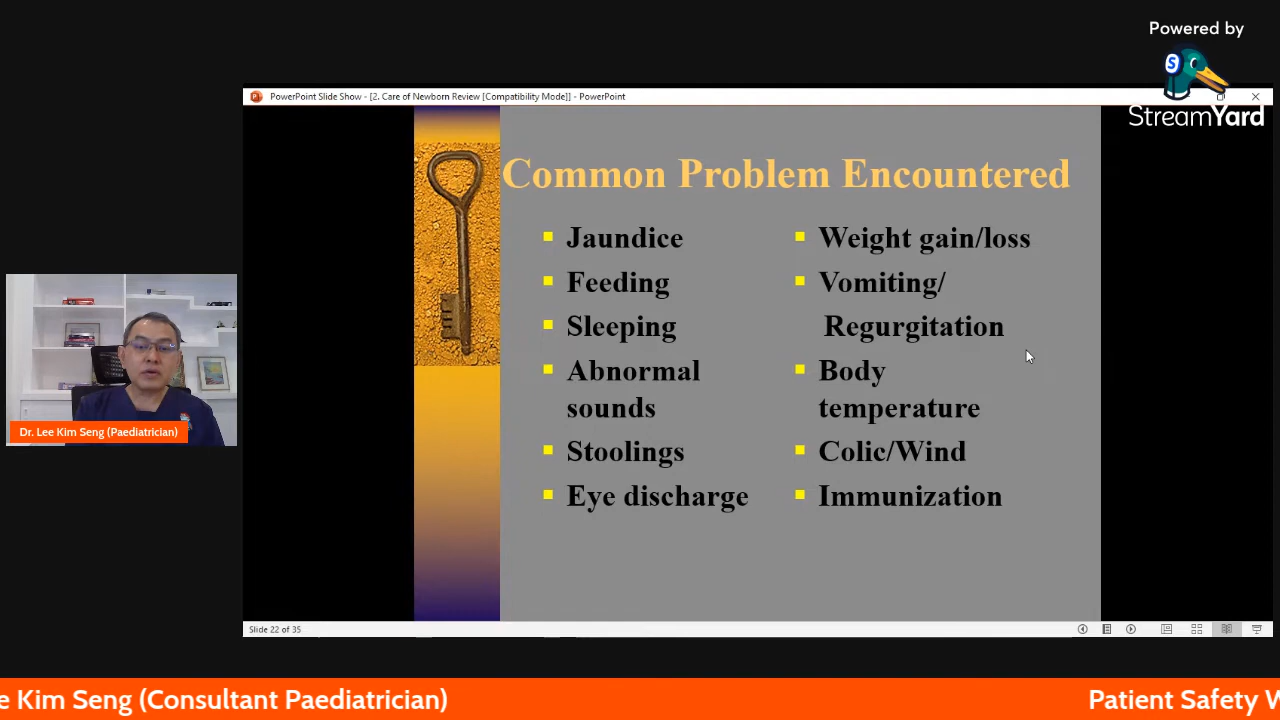 Powered by
StreamYard
PowerPoint Slide Show - [2. Care of Newborn Review [Compatibility Mode]] - PowerPoint
Common Problem Encountered
Jaundice
Feeding
Sleeping
Abnormal
sounds
Stoolings
Eye discharge
Weight gain/loss
Vomiting/
Regurgitation
Body
temperature
Colic/Wind
Immunization
Dr. Lee Kim Seng (Paediatrician)
Slide 22 of 35
e Kim Seng (Consultant Paediatrician)
Patient Safety W